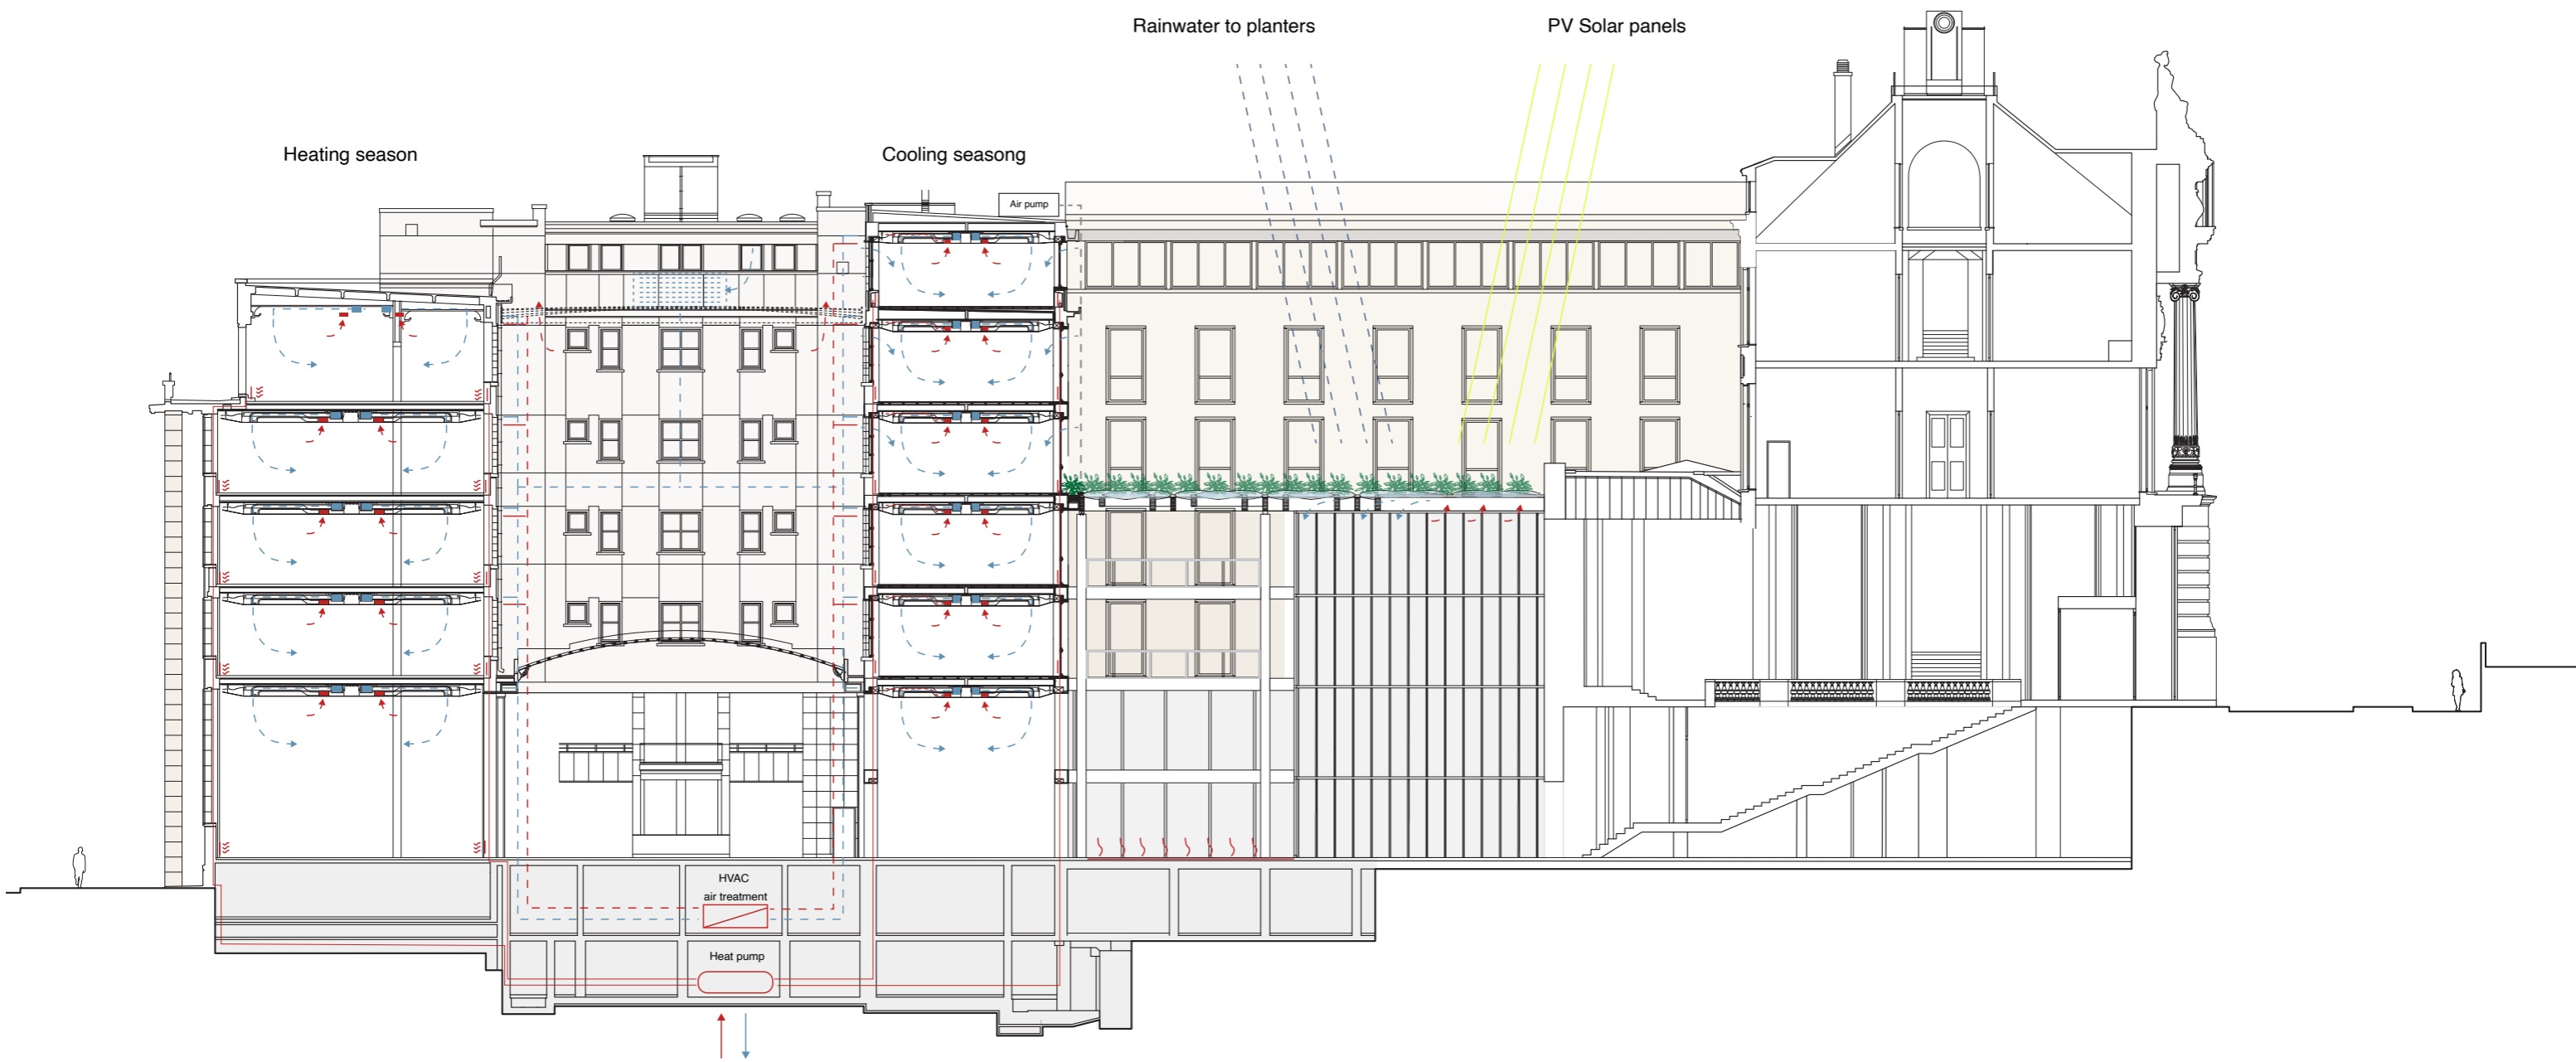 Rainwater to planters
PV Solar panels
Heating season
Cooling seasong
Air pump
HVAC
air treatment
Heat pump